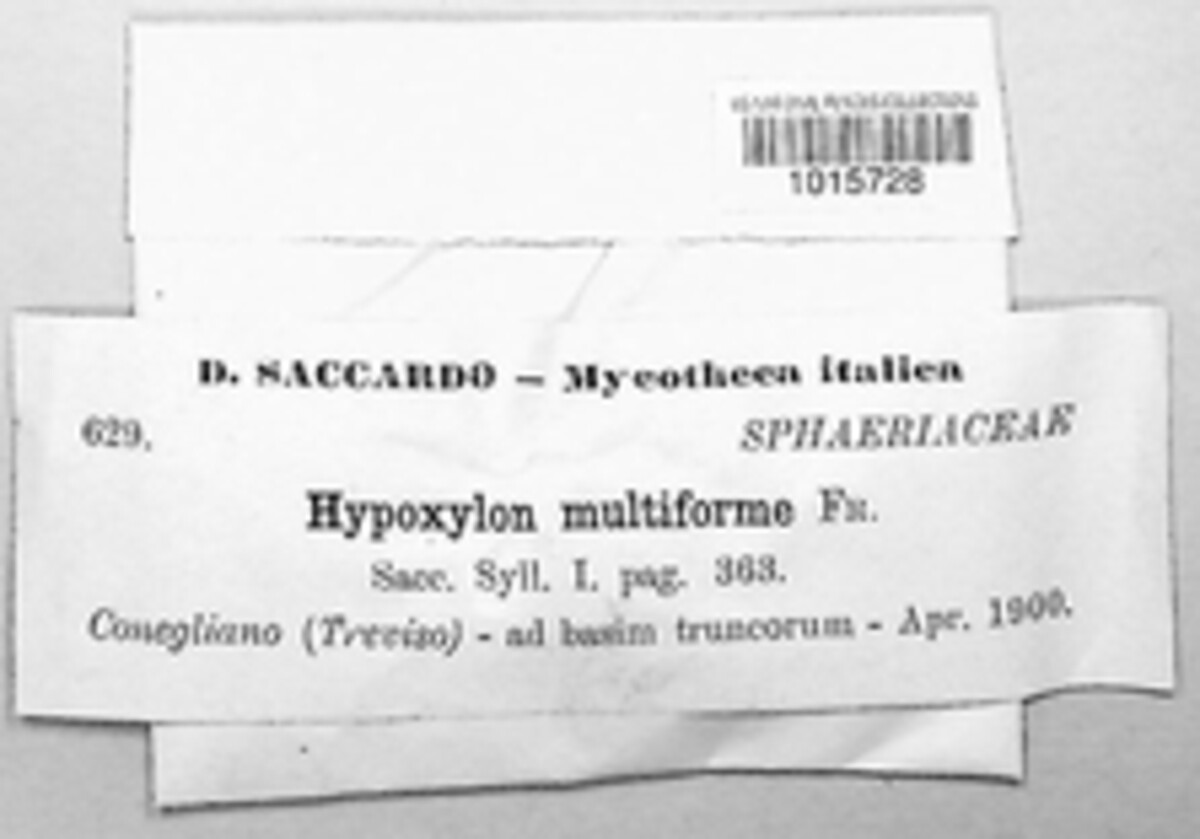 1015728
D. SACCARDO – Mycotheca italica
629.
SPHAERIACEAE
Hypoxylon multiforme Fr.
Sacc. Syll. I. pag. 363.
Conegliano (Treviso) - ad basim truncorum - Apr. 1900.